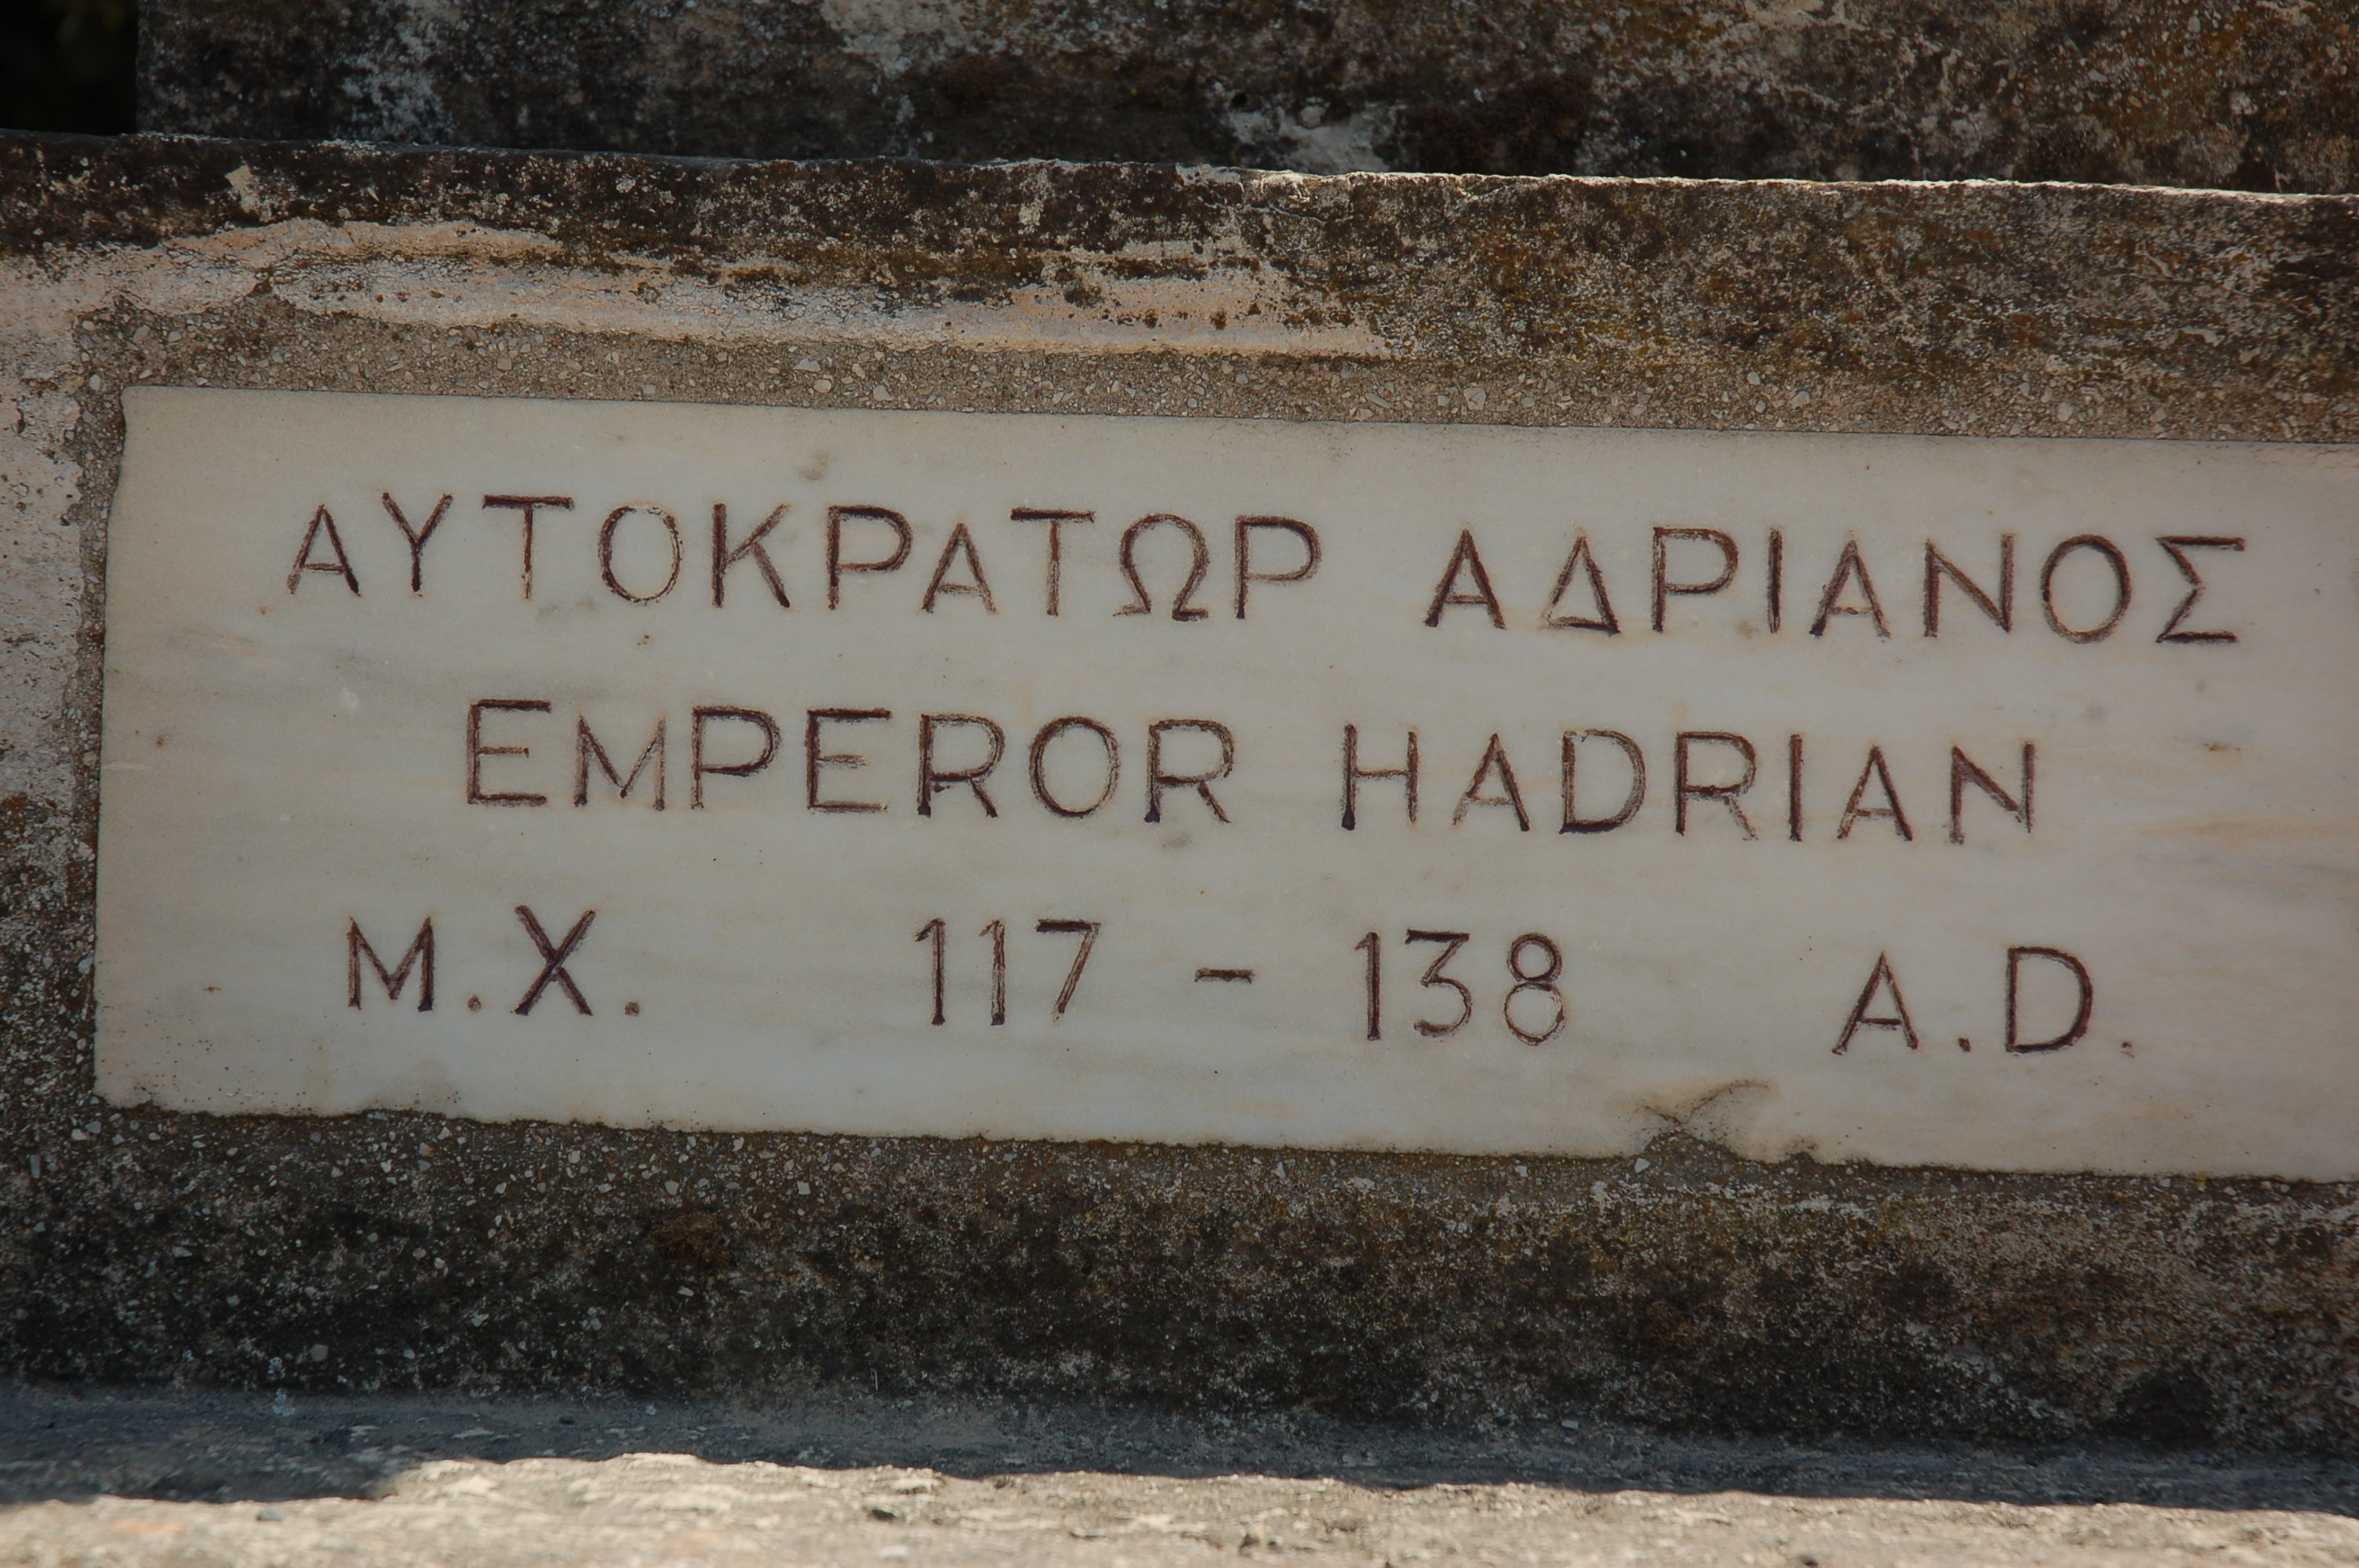 ΑΥΤΟΚΡΑΤΩΡ ΑΔΡΙΑΝΟΣ
EMPEROR HADRIAN
Μ.Χ. 117 - 138 A.D.